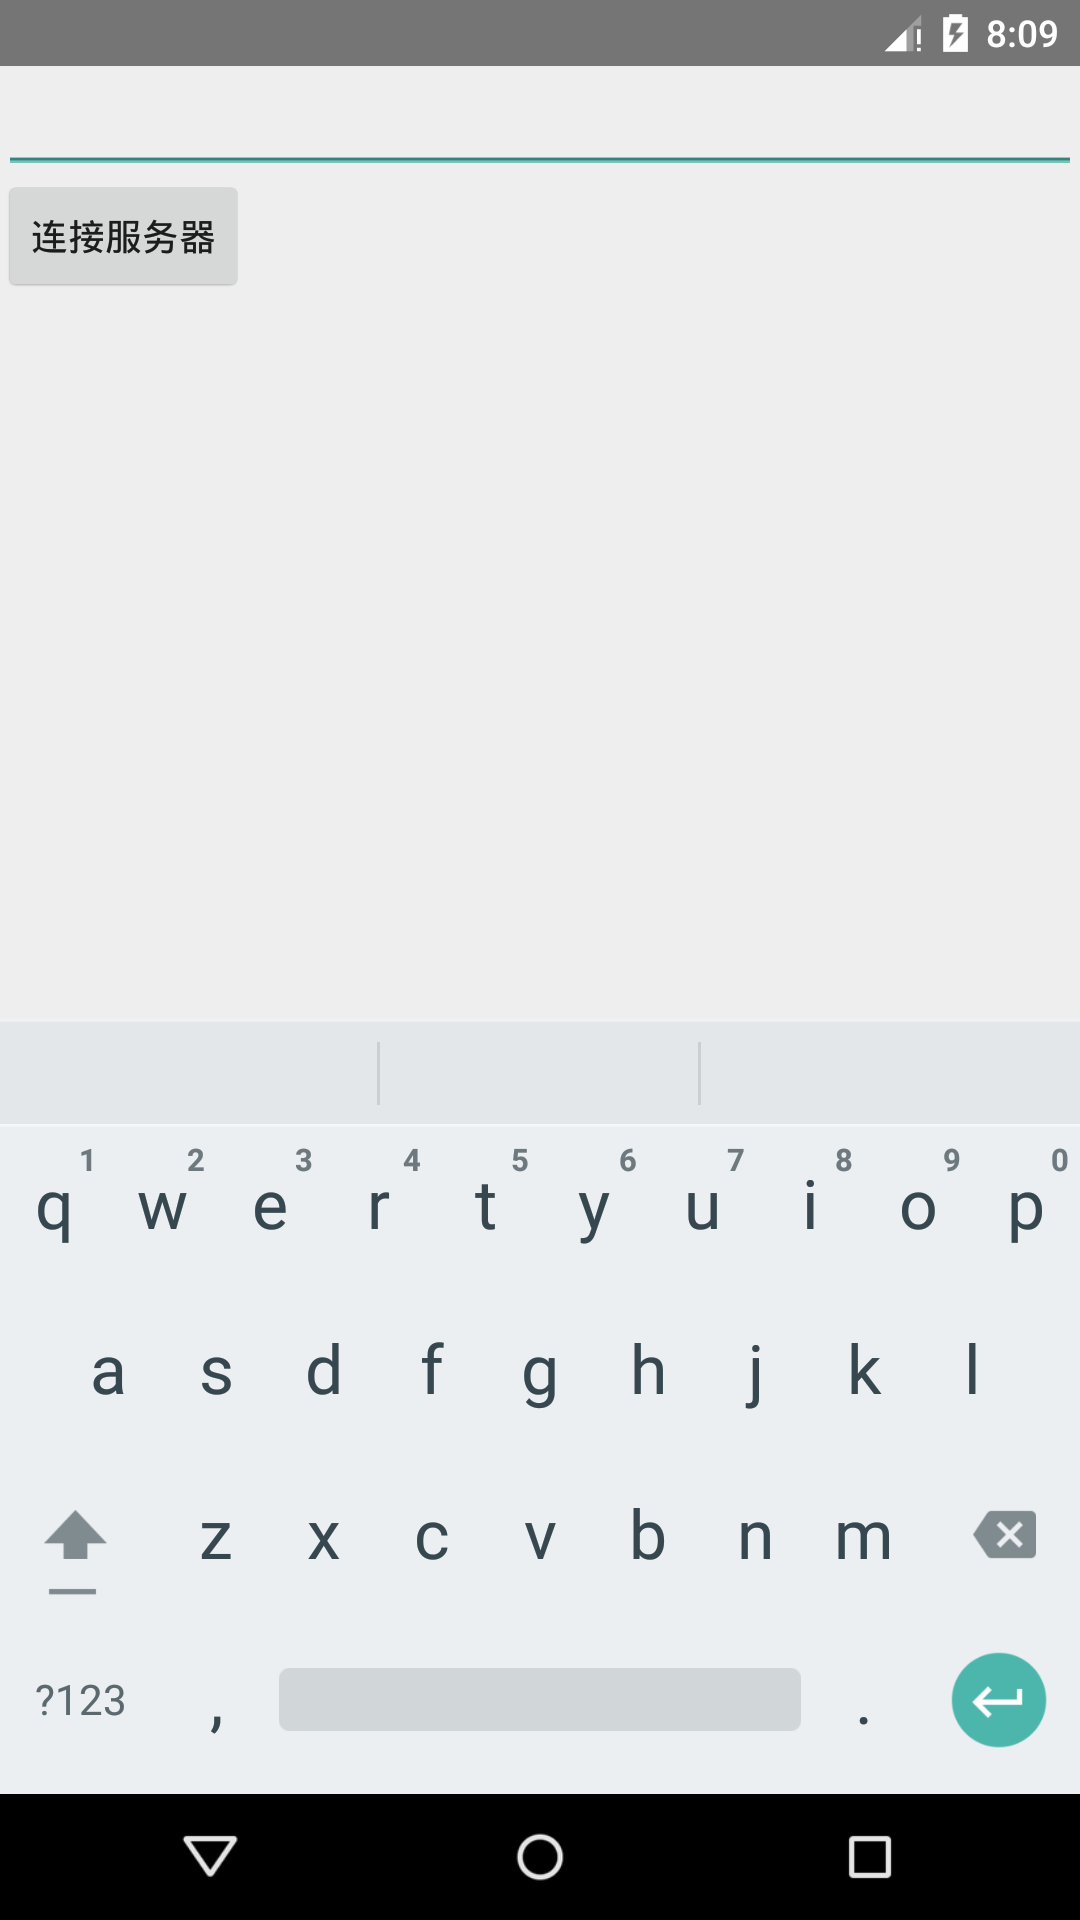 8:09
连接服务器
1 2 3 4 5 6 7 8 9 0
q w e r t y u i o p
a s d f g h j k l
z x c v b n m
?123 , .